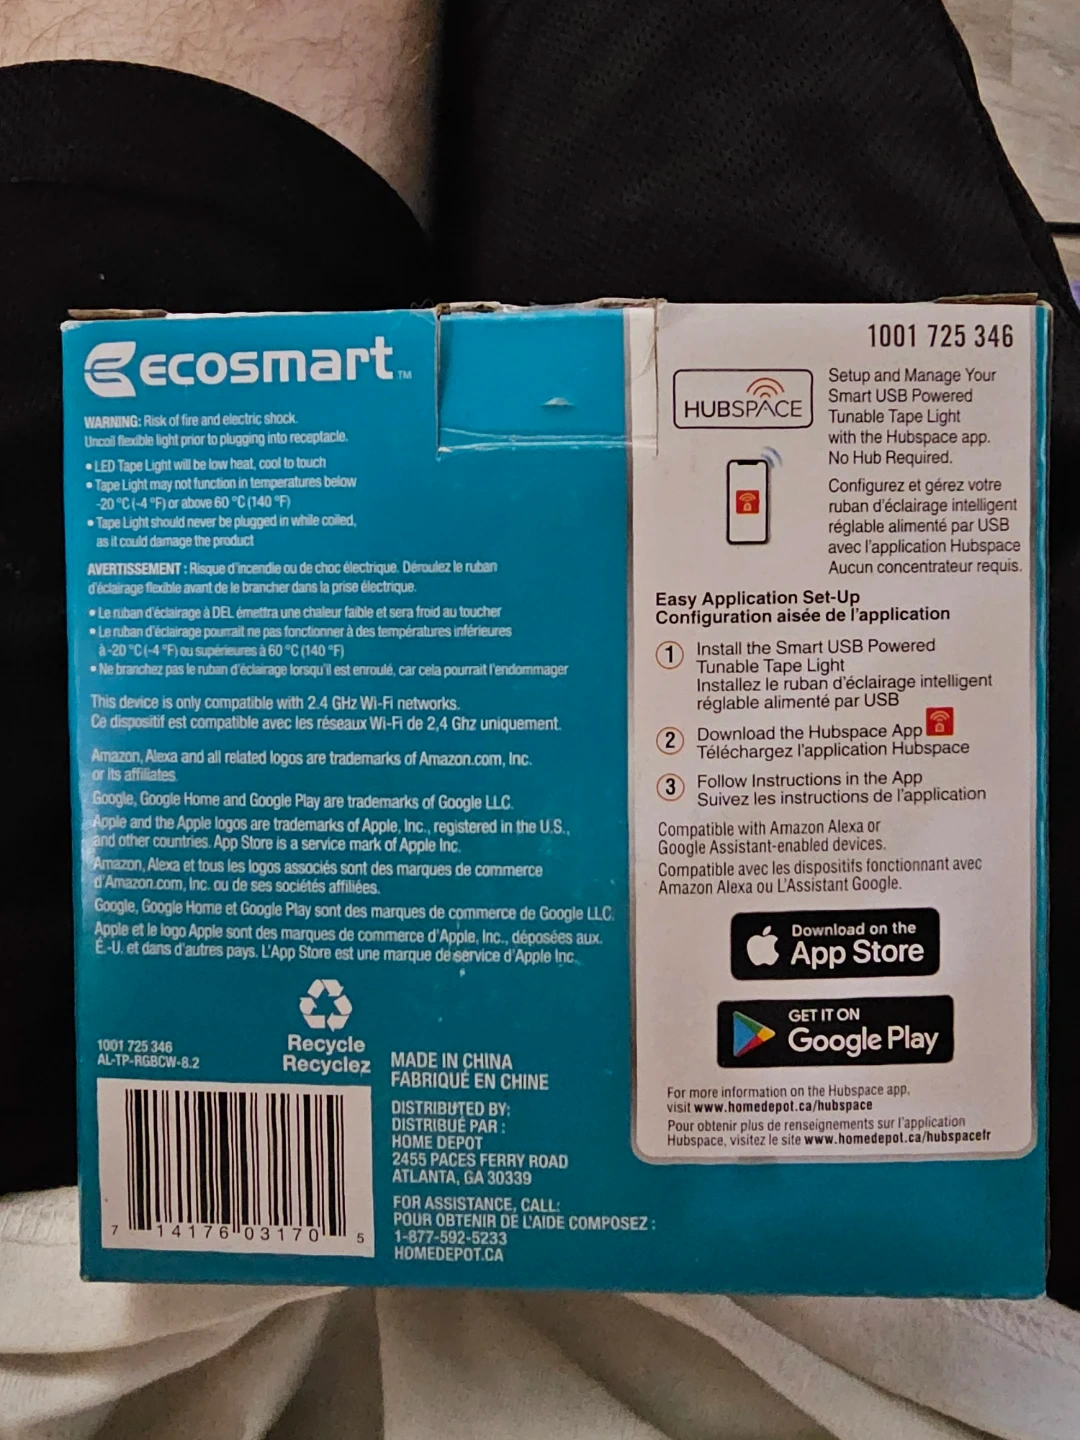 ECOSMART™
WARNING: Risk of fire and electric shock.
Uncoil flexible light prior to plugging into receptacle.
• LED Tape Light will be low heat, cool to touch
• Tape Light may not function in temperatures below
-20 °C (-4 °F) or above 60 °C (140 °F)
• Tape Light should never be plugged in while coiled,
as it could damage the product
AVERTISSEMENT : Risque d'incendie ou de choc électrique. Déroulez le ruban
d'éclairage flexible avant de le brancher dans la prise électrique.
• Le ruban d'éclairage à DEL émettra une chaleur faible et sera froid au toucher
• Le ruban d'éclairage pourrait ne pas fonctionner à des températures inférieures
à -20 °C (-4 °F) ou supérieures à 60 °C (140 °F)
• Ne branchez pas le ruban d'éclairage lorsqu'il est enroulé, car cela pourrait l'endommager
This device is only compatible with 2.4 GHz Wi-Fi networks.
Ce dispositif est compatible avec les réseaux Wi-Fi de 2,4 Ghz uniquement.
Amazon, Alexa and all related logos are trademarks of Amazon.com, Inc.
or its affiliates.
Google, Google Home and Google Play are trademarks of Google LLC.
Apple and the Apple logos are trademarks of Apple, Inc., registered in the U.S.,
and other countries. App Store is a service mark of Apple Inc.
Amazon, Alexa et tous les logos associés sont des marques de commerce
d'Amazon.com, Inc. ou de ses sociétés affiliées.
Google, Google Home et Google Play sont des marques de commerce de Google LLC.
Apple et le logo Apple sont des marques de commerce d'Apple, Inc., déposées aux.
É.-U. et dans d'autres pays. L'App Store est une marque de service d'Apple Inc.
Recycle
Recyclez
1001 725 346
AL-TP-RGBCW-8.2
7 14176 03170 5
MADE IN CHINA
FABRIQUÉ EN CHINE
DISTRIBUTED BY:
DISTRIBUÉ PAR :
HOME DEPOT
2455 PACES FERRY ROAD
ATLANTA, GA 30339
FOR ASSISTANCE, CALL:
POUR OBTENIR DE L'AIDE COMPOSEZ :
1-877-592-5233
HOMEDEPOT.CA
1001 725 346
HUBSPACE
Setup and Manage Your
Smart USB Powered
Tunable Tape Light
with the Hubspace app.
No Hub Required.
Configurez et gérez votre
ruban d'éclairage intelligent
réglable alimenté par USB
avec l'application Hubspace
Aucun concentrateur requis.
Easy Application Set-Up
Configuration aisée de l'application
1 Install the Smart USB Powered
Tunable Tape Light
Installez le ruban d'éclairage intelligent
réglable alimenté par USB
2 Download the Hubspace App
Téléchargez l'application Hubspace
3 Follow Instructions in the App
Suivez les instructions de l'application
Compatible with Amazon Alexa or
Google Assistant-enabled devices.
Compatible avec les dispositifs fonctionnant avec
Amazon Alexa ou L'Assistant Google.
Download on the
App Store
GET IT ON
Google Play
For more information on the Hubspace app,
visit www.homedepot.ca/hubspace
Pour obtenir plus de renseignements sur l'application
Hubspace, visitez le site www.homedepot.ca/hubspacefr